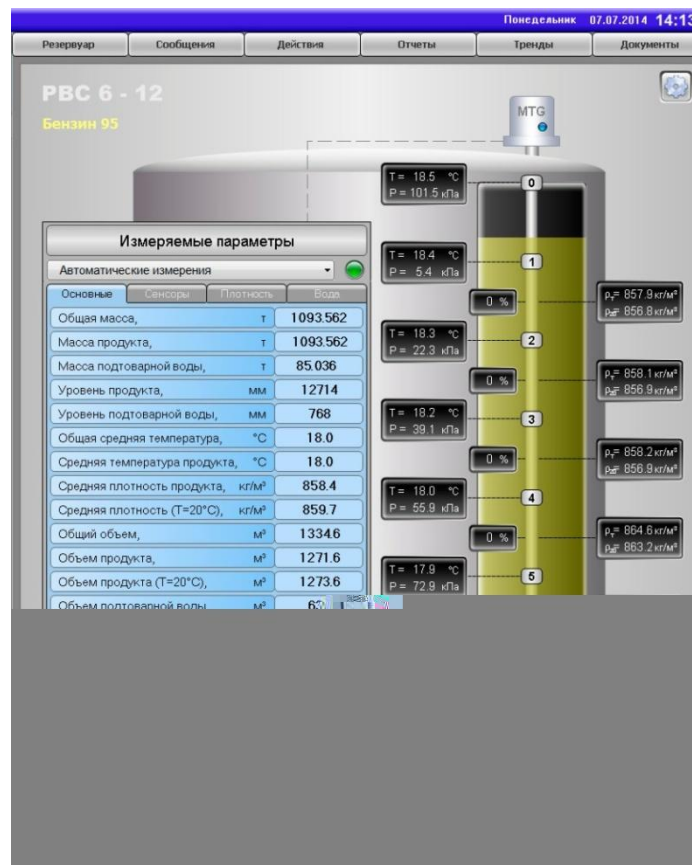 Понедельник 07.07.2014 14:13
Резервуар Сообщения Действия Отчеты Тренды Документы
РВС 6 - 12
Бензин 95
MTG
T = 18.5 °C
P = 101.5 кПа
0
Измеряемые параметры
Автоматические измерения
Основные Сенсоры Плотность Вода
Общая масса, т 1093.562
Масса продукта, т 1093.562
Масса подтоварной воды, т 85.036
Уровень продукта, мм 12714
Уровень подтоварной воды, мм 768
Общая средняя температура, °C 18.0
Средняя температура продукта, °C 18.0
Средняя плотность продукта, кг/м³ 858.4
Средняя плотность (T=20°C), кг/м³ 859.7
Общий объем, м³ 1334.6
Объем продукта, м³ 1271.6
Объем продукта (T=20°C), м³ 1273.6
Объем подтоварной воды м³
T = 18.4 °C
P = 5.4 кПа
1
0 %
ρт= 857.9 кг/м³
ρ20= 856.8 кг/м³
T = 18.3 °C
P = 22.3 кПа
2
0 %
ρт= 858.1 кг/м³
ρ20= 856.9 кг/м³
T = 18.2 °C
P = 39.1 кПа
3
0 %
ρт= 858.2 кг/м³
ρ20= 856.9 кг/м³
T = 18.0 °C
P = 55.9 кПа
4
0 %
ρт= 864.6 кг/м³
ρ20= 863.2 кг/м³
T = 17.9 °C
P = 72.9 кПа
5